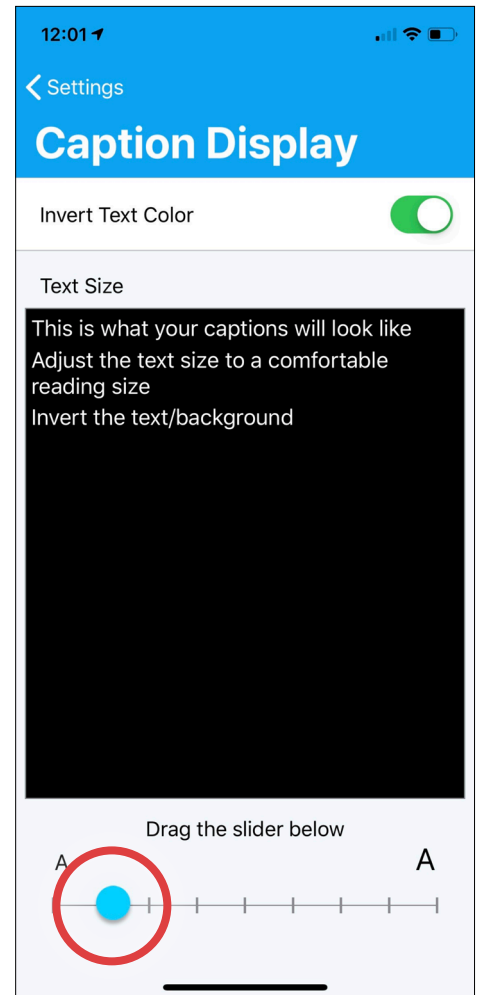 12:01
Settings
Caption Display
Invert Text Color
Text Size
This is what your captions will look like
Adjust the text size to a comfortable
reading size
Invert the text/background
Drag the slider below
A A